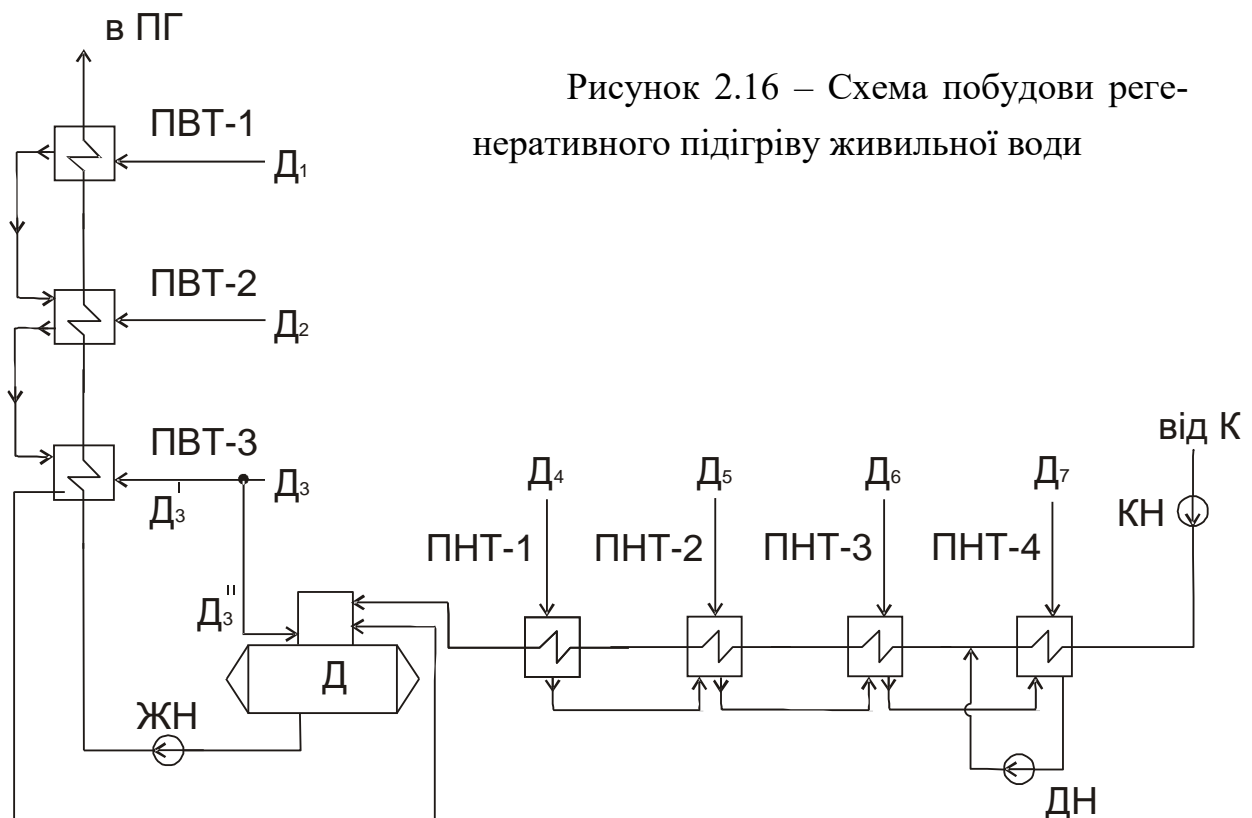 в ПГ
Рисунок 2.16 – Схема побудови реге-
неративного підігріву живильної води
ПВТ-1
Д1
ПВТ-2
Д2
ПВТ-3
Д3
Д3'
від К
Д4
Д5
Д6
Д7
КН
ПНТ-1
ПНТ-2
ПНТ-3
ПНТ-4
Д3"
Д
ЖН
ДН